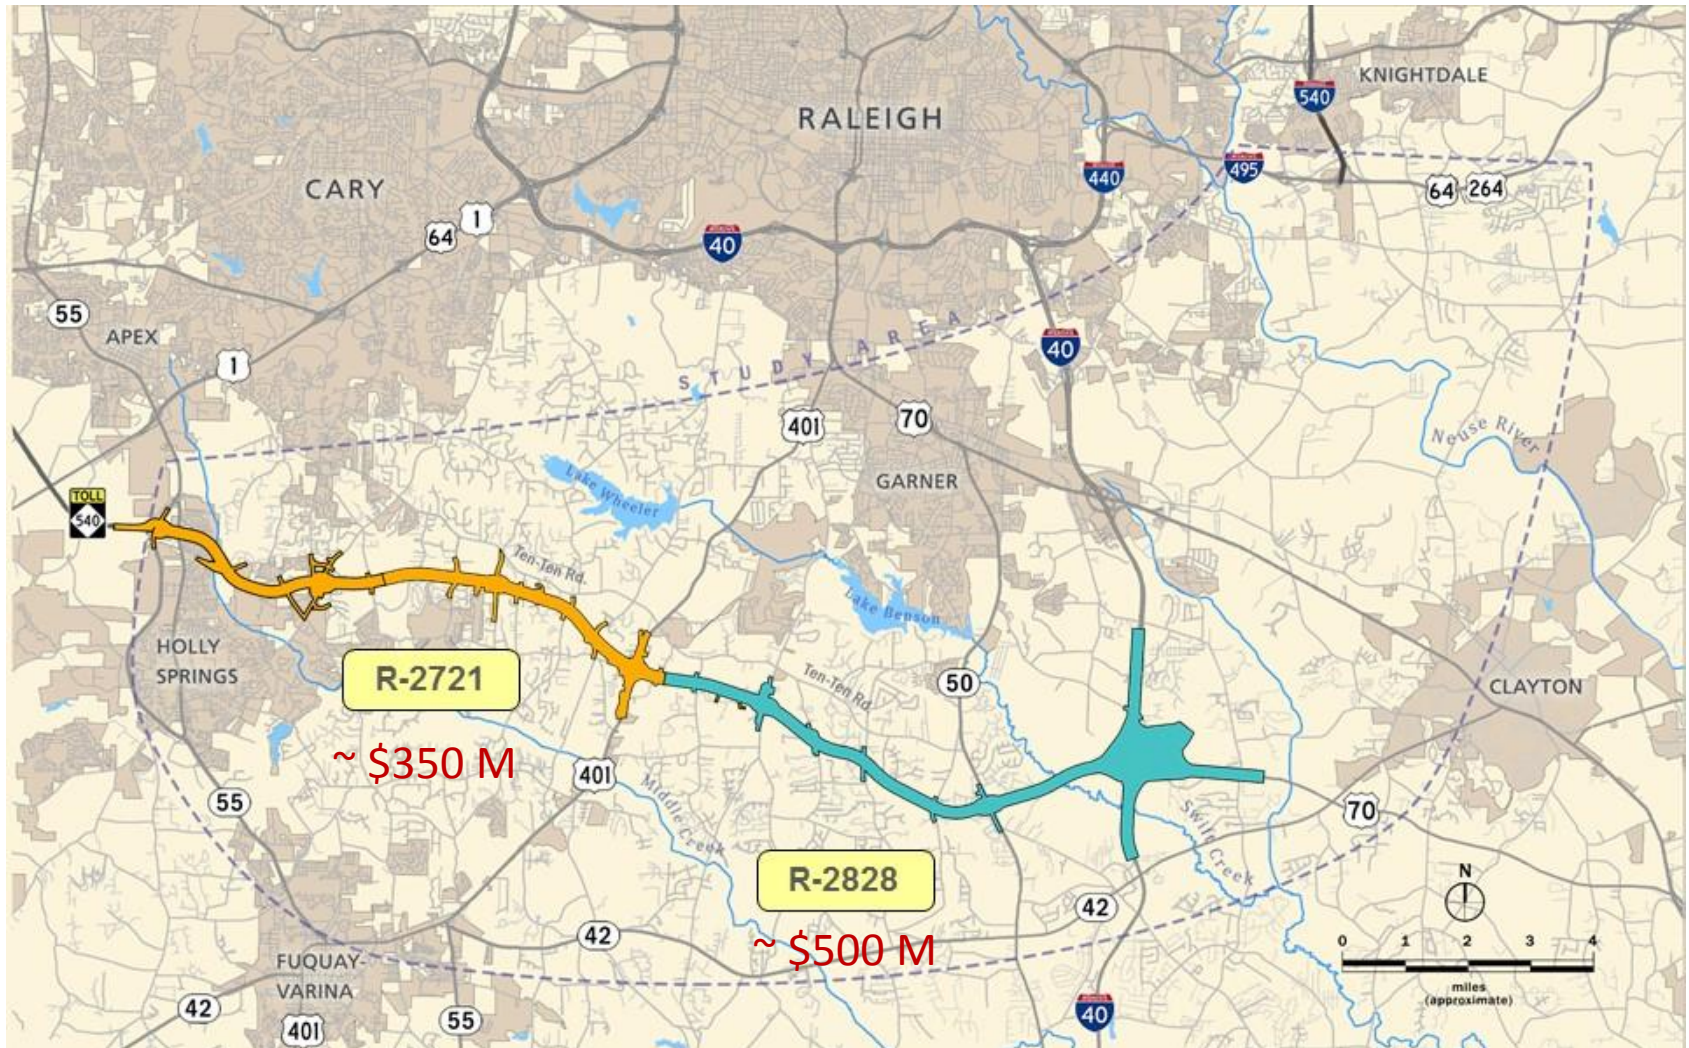 KNIGHTDALE
540
RALEIGH
440
495
64 264
CARY
1
64
40
55
APEX
1
STUDY AREA
40
401
70
Neuse River
Lake Wheeler
GARNER
TOLL
540
Ten-Ten Rd.
Lake Benson
HOLLY
SPRINGS
R-2721
Ten-Ten Rd.
50
CLAYTON
~ $350 M
401
Middle Creek
55
Swift Creek
70
R-2828
N
42
42
~ $500 M
0 1 2 3 4
miles
(approximate)
FUQUAY-
VARINA
42
401
55
40